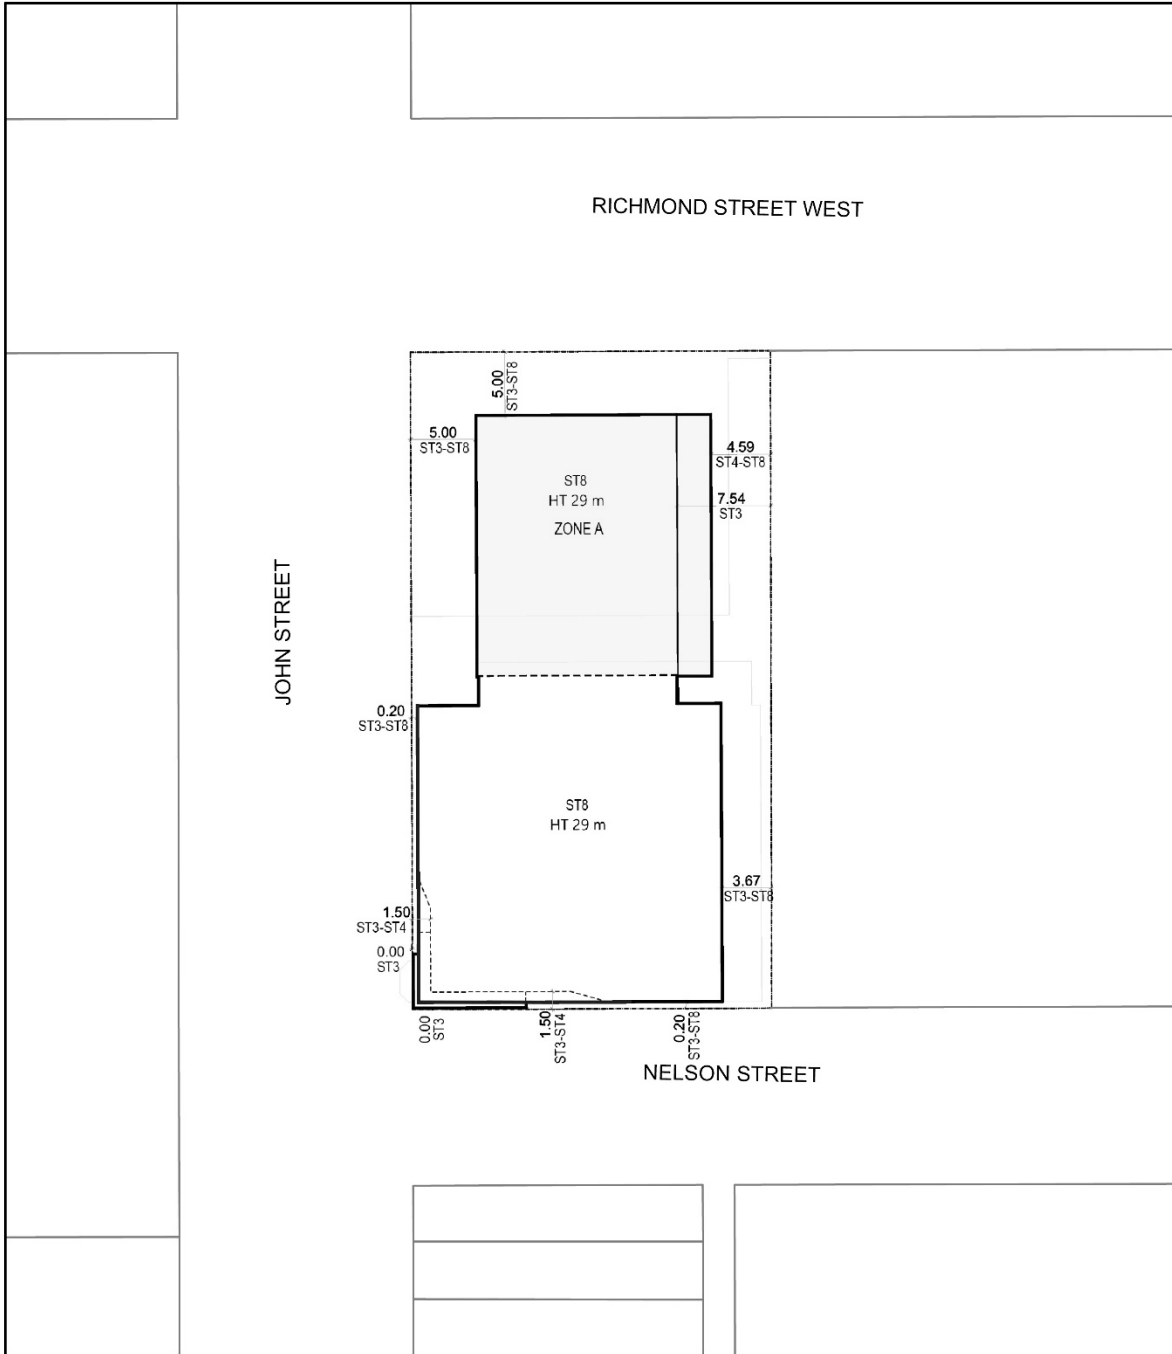 RICHMOND STREET WEST
5.00
ST3-ST8
5.00
ST3-ST8
4.59
ST4-ST8
ST8
HT 29 m
ZONE A
7.54
ST3
JOHN STREET
0.20
ST3-ST8
ST8
HT 29 m
3.67
ST3-ST8
1.50
ST3-ST4
0.00
ST3
0.00
ST3
1.50
ST3-ST4
0.20
ST3-ST8
NELSON STREET